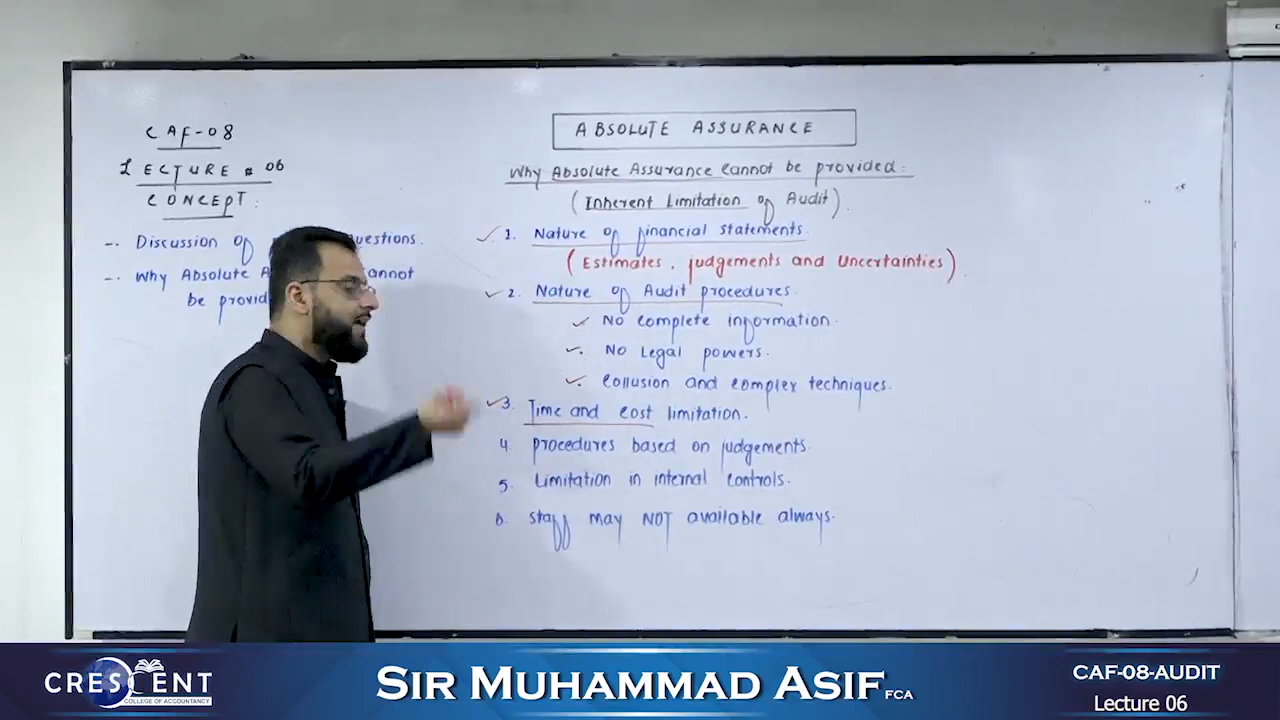 CAF-08
LECTURE # 06
CONCEPT:
-. Discussion of uestions.
-. Why Absolute A annot
be provid
ABSOLUTE ASSURANCE
Why Absolute Assurance Cannot be provided:
(Inherent Limitation of Audit).
1. Nature of financial statements.
(Estimates, judgements and Uncertainties).
2. Nature of Audit procedures.
No complete information.
No Legal powers.
Collusion and complex techniques.
3. Time and cost limitation.
4. procedures based on judgements.
5. Limitation in internal controls.
6. Staff may NOT available always.
CRESCENT
COLLEGE OF ACCOUNTANCY
SIR MUHAMMAD ASIF FCA
CAF-08-AUDIT
Lecture 06